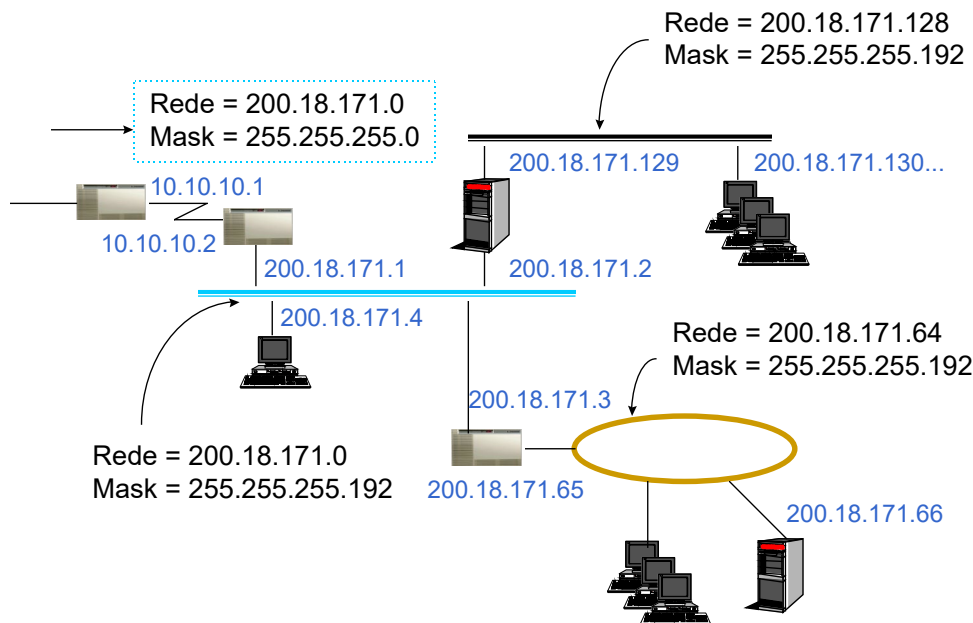 Rede = 200.18.171.128
Mask = 255.255.255.192
Rede = 200.18.171.0
Mask = 255.255.255.0
200.18.171.129
200.18.171.130...
10.10.10.1
10.10.10.2
200.18.171.1
200.18.171.2
200.18.171.4
Rede = 200.18.171.64
Mask = 255.255.255.192
200.18.171.3
Rede = 200.18.171.0
Mask = 255.255.255.192
200.18.171.65
200.18.171.66